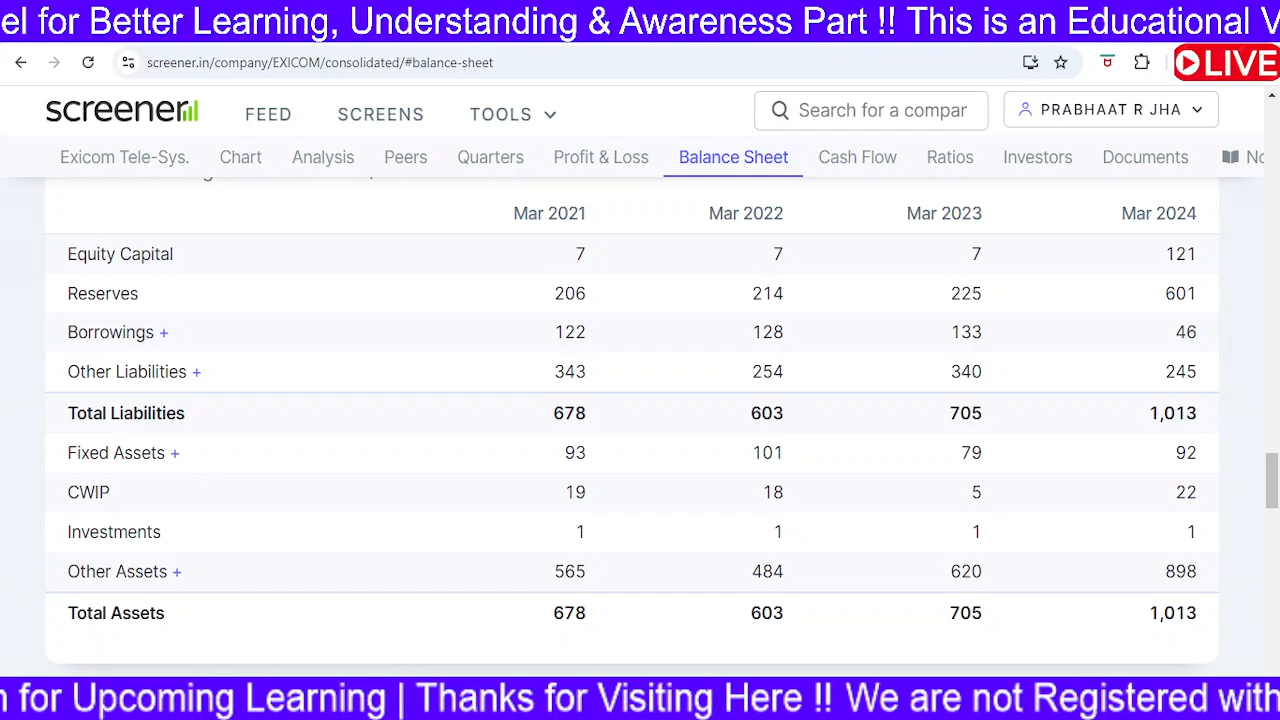 el for Better Learning, Understanding & Awareness Part !! This is an Educational V
screener.in/company/EXICOM/consolidated/#balance-sheet
LIVE
screener
FEED SCREENS TOOLS
Search for a compar
PRABHAAT R JHA
Exicom Tele-Sys. Chart Analysis Peers Quarters Profit & Loss Balance Sheet Cash Flow Ratios Investors Documents No
Mar 2021 Mar 2022 Mar 2023 Mar 2024
Equity Capital 7 7 7 121
Reserves 206 214 225 601
Borrowings + 122 128 133 46
Other Liabilities + 343 254 340 245
Total Liabilities 678 603 705 1,013
Fixed Assets + 93 101 79 92
CWIP 19 18 5 22
Investments 1 1 1 1
Other Assets + 565 484 620 898
Total Assets 678 603 705 1,013
n for Upcoming Learning | Thanks for Visiting Here !! We are not Registered with